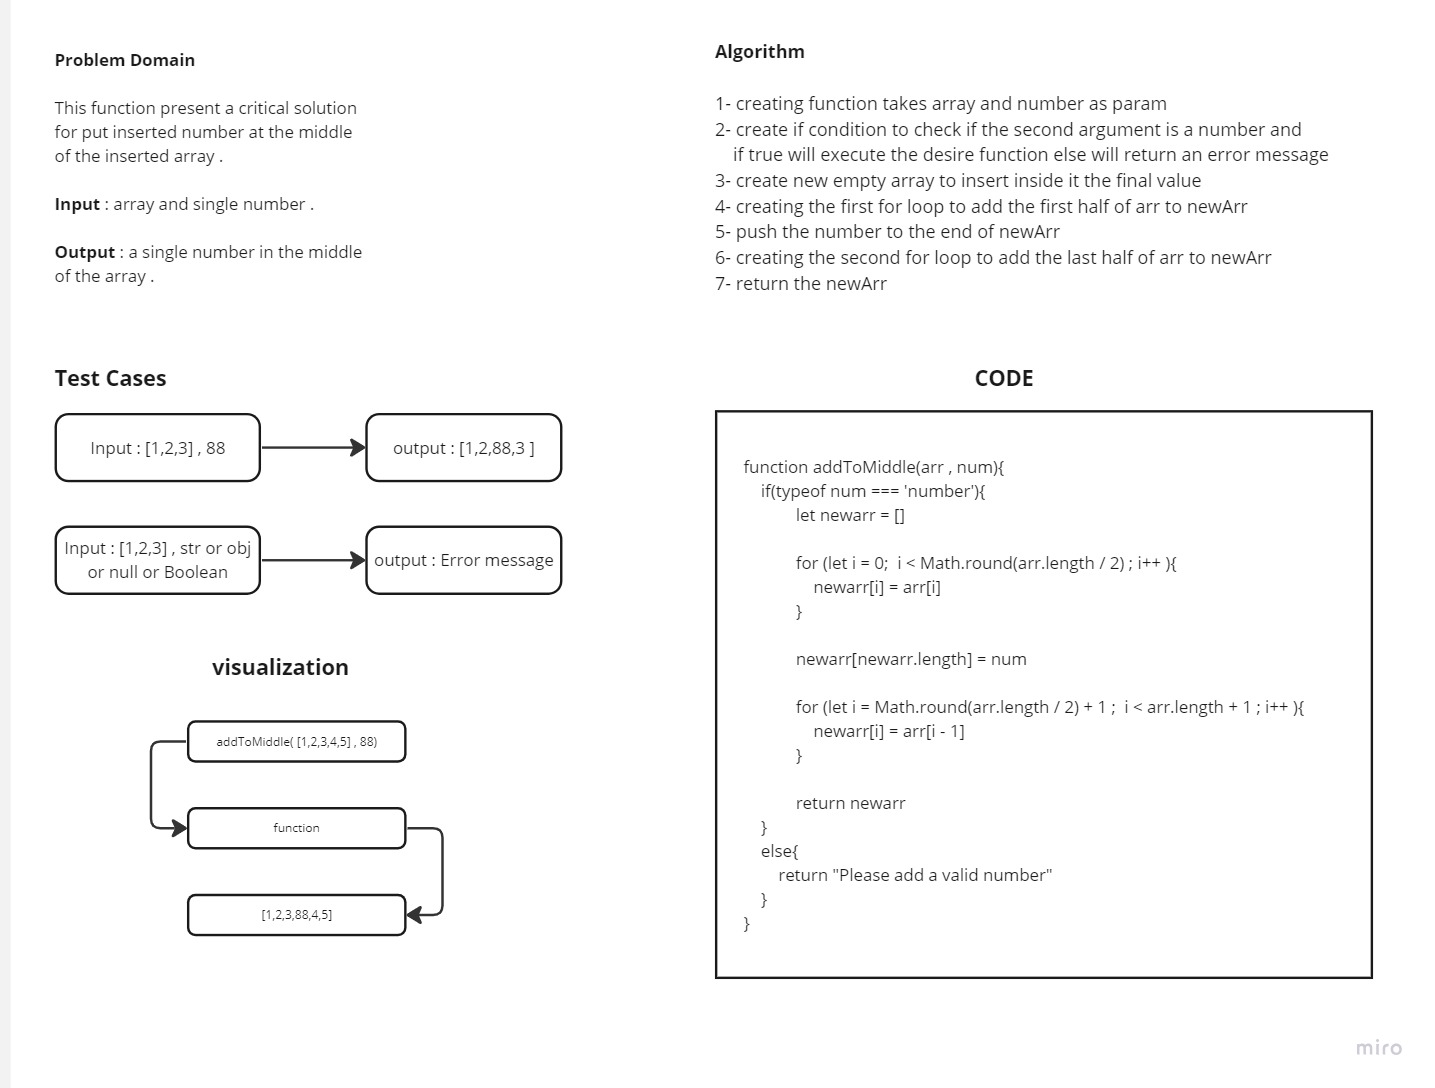 Problem Domain
This function present a critical solution
for put inserted number at the middle
of the inserted array .
Input : array and single number .
Output : a single number in the middle
of the array .
Algorithm
1- creating function takes array and number as param
2- create if condition to check if the second argument is a number and
if true will execute the desire function else will return an error message
3- create new empty array to insert inside it the final value
4- creating the first for loop to add the first half of arr to newArr
5- push the number to the end of newArr
6- creating the second for loop to add the last half of arr to newArr
7- return the newArr
Test Cases
Input : [1,2,3] , 88
output : [1,2,88,3 ]
Input : [1,2,3] , str or obj
or null or Boolean
output : Error message
visualization
addToMiddle( [1,2,3,4,5] , 88)
function
[1,2,3,88,4,5]
CODE
function addToMiddle(arr , num){
if(typeof num === 'number'){
let newarr = []
for (let i = 0;  i < Math.round(arr.length / 2) ; i++ ){
newarr[i] = arr[i]
}
newarr[newarr.length] = num
for (let i = Math.round(arr.length / 2) + 1 ;  i < arr.length + 1 ; i++ ){
newarr[i] = arr[i - 1]
}
return newarr
}
else{
return "Please add a valid number"
}
}
miro